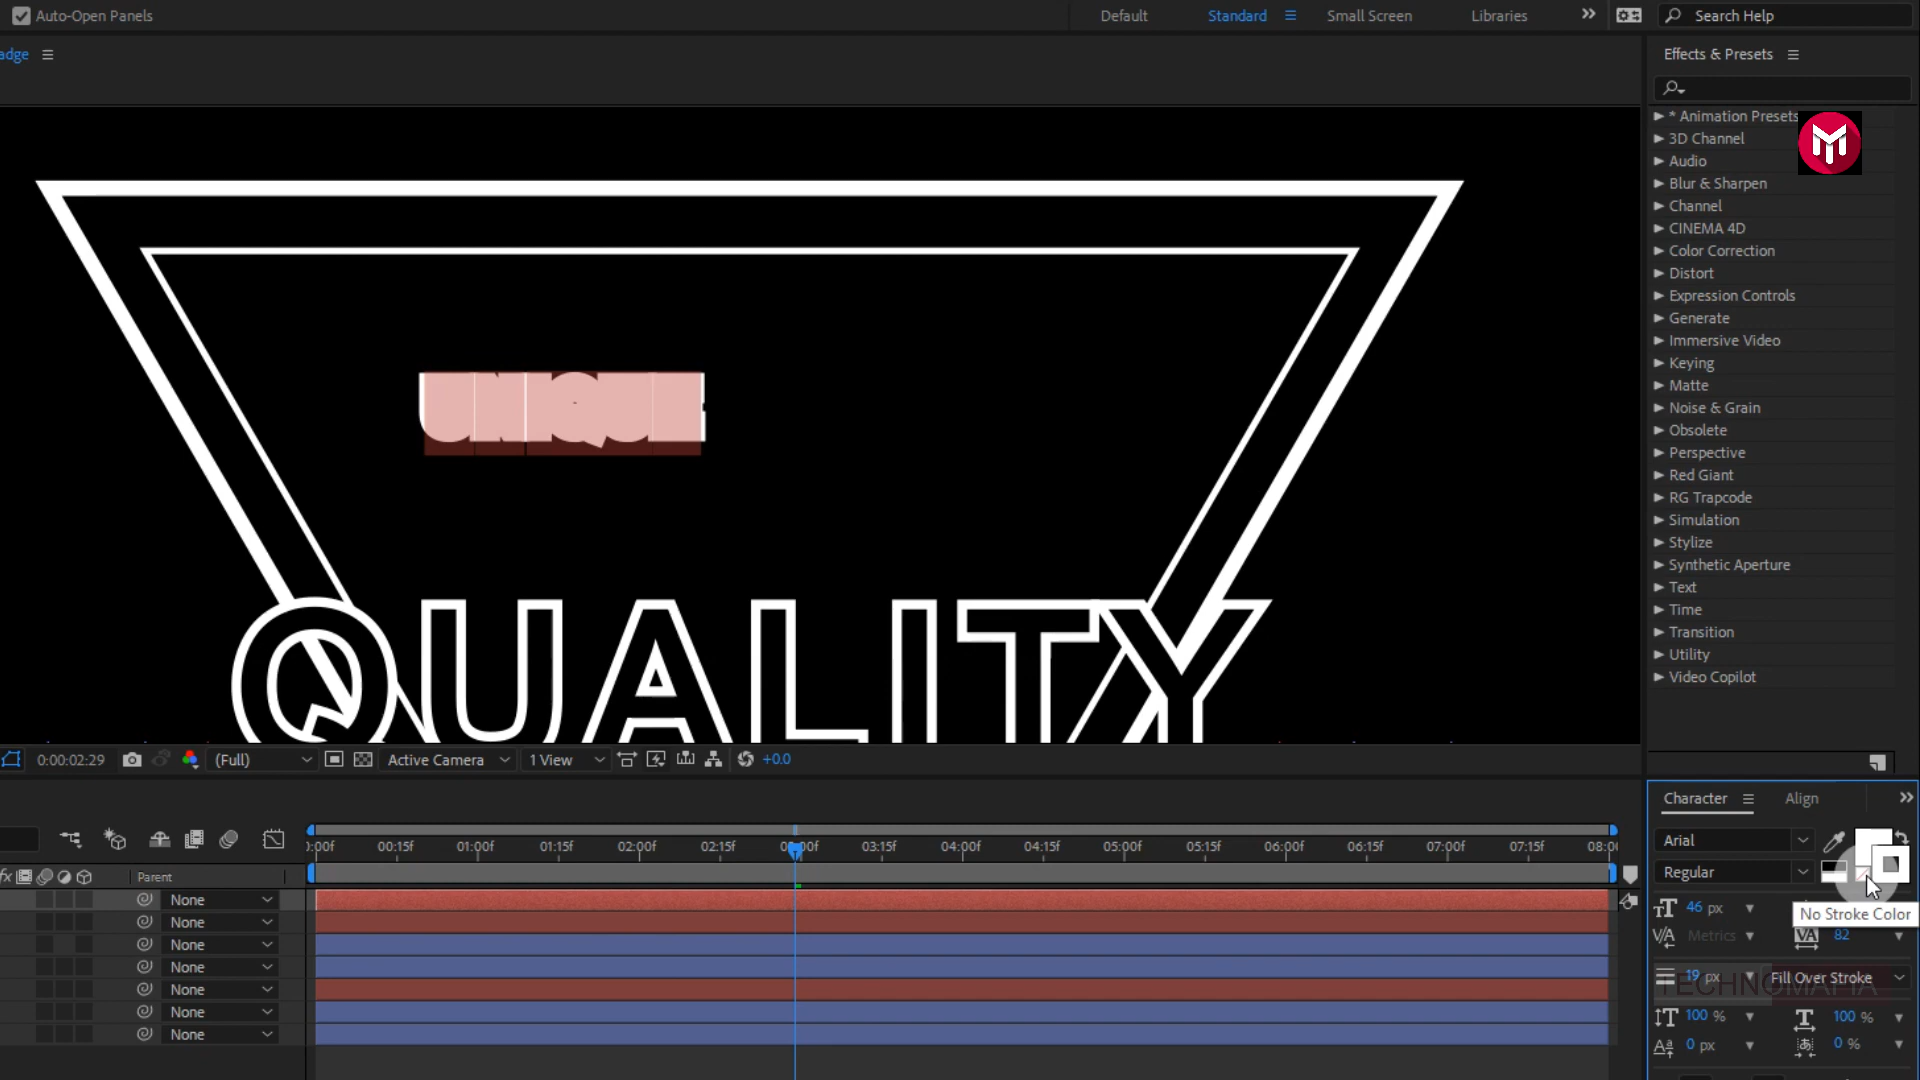 Auto-Open Panels
Default Standard Small Screen Libraries Search Help
adge
Effects & Presets
* Animation Presets
3D Channel
Audio
Blur & Sharpen
Channel
CINEMA 4D
Color Correction
Distort
Expression Controls
Generate
Immersive Video
Keying
Matte
Noise & Grain
Obsolete
Perspective
Red Giant
RG Trapcode
Simulation
Stylize
Synthetic Aperture
Text
Time
Transition
Utility
Video Copilot
UNIQUE
QUALITY
0:00:02:29 (Full) Active Camera 1 View +0.0
Character Align
:00f 00:15f 01:00f 01:15f 02:00f 02:15f 03:15f 04:00f 04:15f 05:00f 05:15f 06:00f 06:15f 07:00f 07:15f 08:00
fx Parent
None
None
None
None
None
None
None
Arial
Regular
46 px
No Stroke Color
Metrics 82
19 px Fill Over Stroke
TECHNOMAFIA
100 % 100 %
0 px 0 %